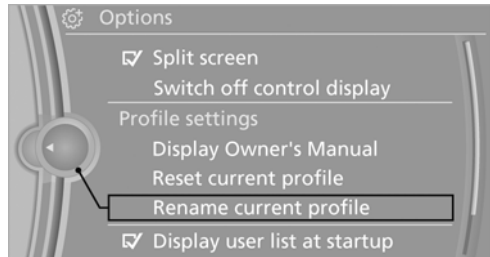 Options
Split screen
Switch off control display
Profile settings
Display Owner's Manual
Reset current profile
Rename current profile
Display user list at startup